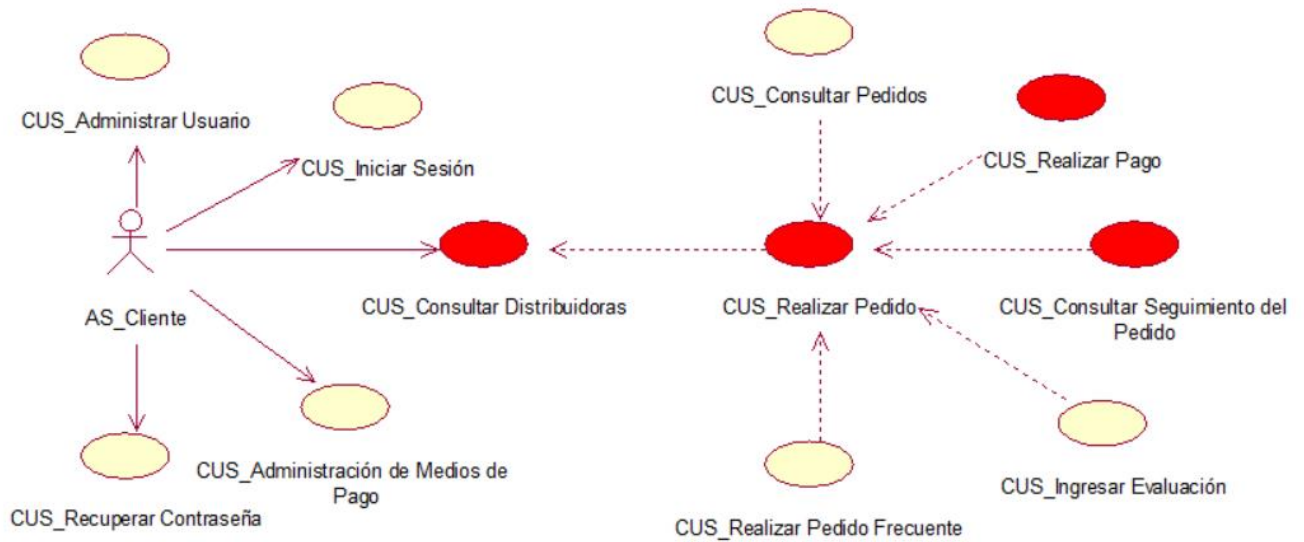 CUS_Consultar Pedidos
CUS_Administrar Usuario
CUS_Iniciar Sesión
CUS_Realizar Pago
AS_Cliente
CUS_Consultar Distribuidoras
CUS_Realizar Pedido
CUS_Consultar Seguimiento del
Pedido
CUS_Administración de Medios de
Pago
CUS_Recuperar Contraseña
CUS_Ingresar Evaluación
CUS_Realizar Pedido Frecuente